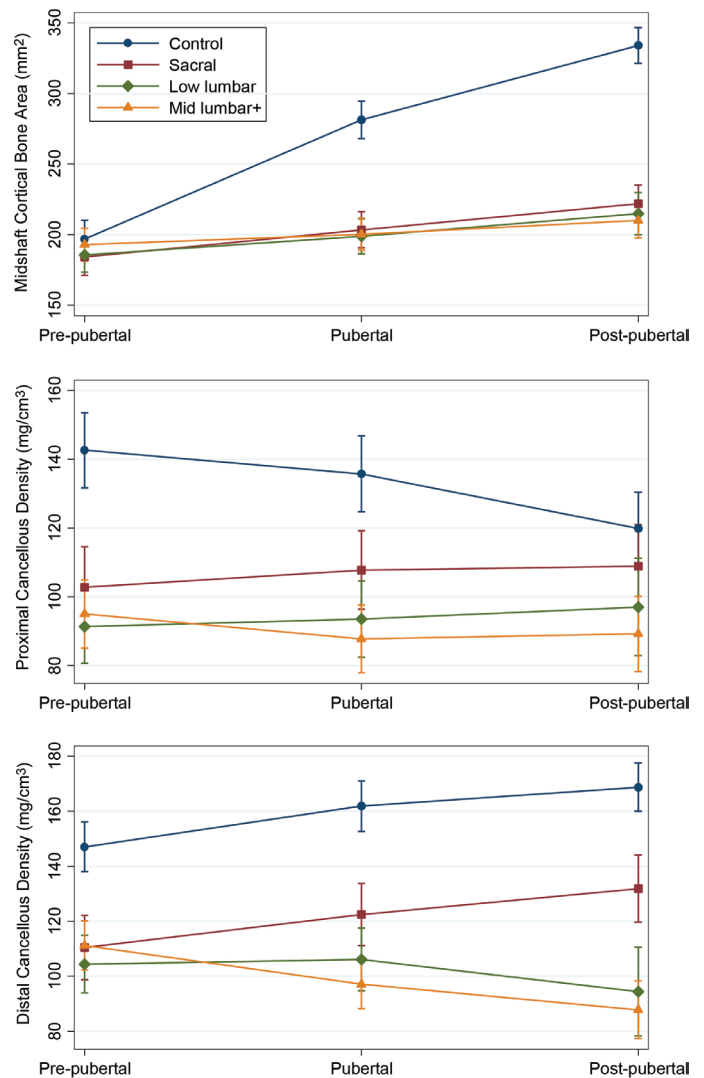 Midshaft Cortical Bone Area (mm²)
350
300
250
200
150
Control
Sacral
Low lumbar
Mid lumbar+
Pre-pubertal Pubertal Post-pubertal
Proximal Cancellous Density (mg/cm³)
160
140
120
100
80
Pre-pubertal Pubertal Post-pubertal
Distal Cancellous Density (mg/cm³)
180
160
140
120
100
80
Pre-pubertal Pubertal Post-pubertal